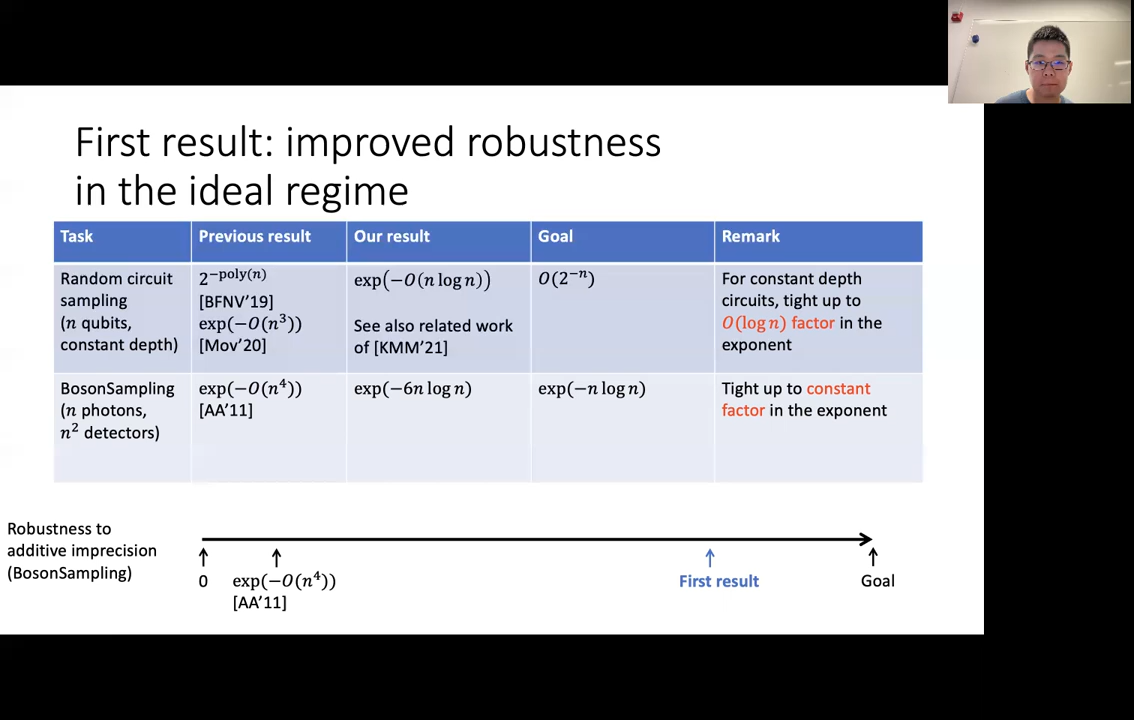 First result: improved robustness
in the ideal regime
Task
Previous result
Our result
Goal
Remark
Random circuit
sampling
(n qubits,
constant depth)
2^{−poly(n)}
[BFNV’19]
exp(−O(n³))
[Mov’20]
exp(−O(n log n))
See also related work
of [KMM’21]
O(2⁻ⁿ)
For constant depth
circuits, tight up to
O(log n) factor in the
exponent
BosonSampling
(n photons,
n² detectors)
exp(−O(n⁴))
[AA’11]
exp(−6n log n)
exp(−n log n)
Tight up to constant
factor in the exponent
Robustness to
additive imprecision
(BosonSampling)
0
exp(−O(n⁴))
[AA’11]
First result
Goal